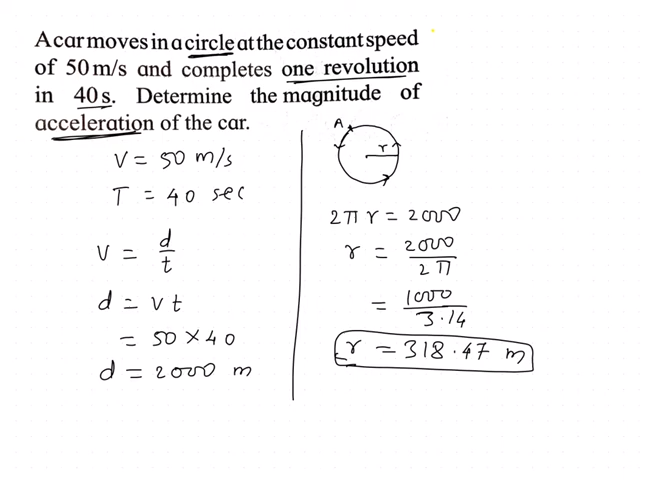 A car moves in a circle at the constant speed
of 50 m/s and completes one revolution
in 40 s. Determine the magnitude of
acceleration of the car.
V = 50 m/s
T = 40 sec
V = d/t
d = v t
= 50 × 40
d = 2000 m
A
r
2π r = 2000
r = 2000/2π
= 1000/3.14
r = 318.47 m